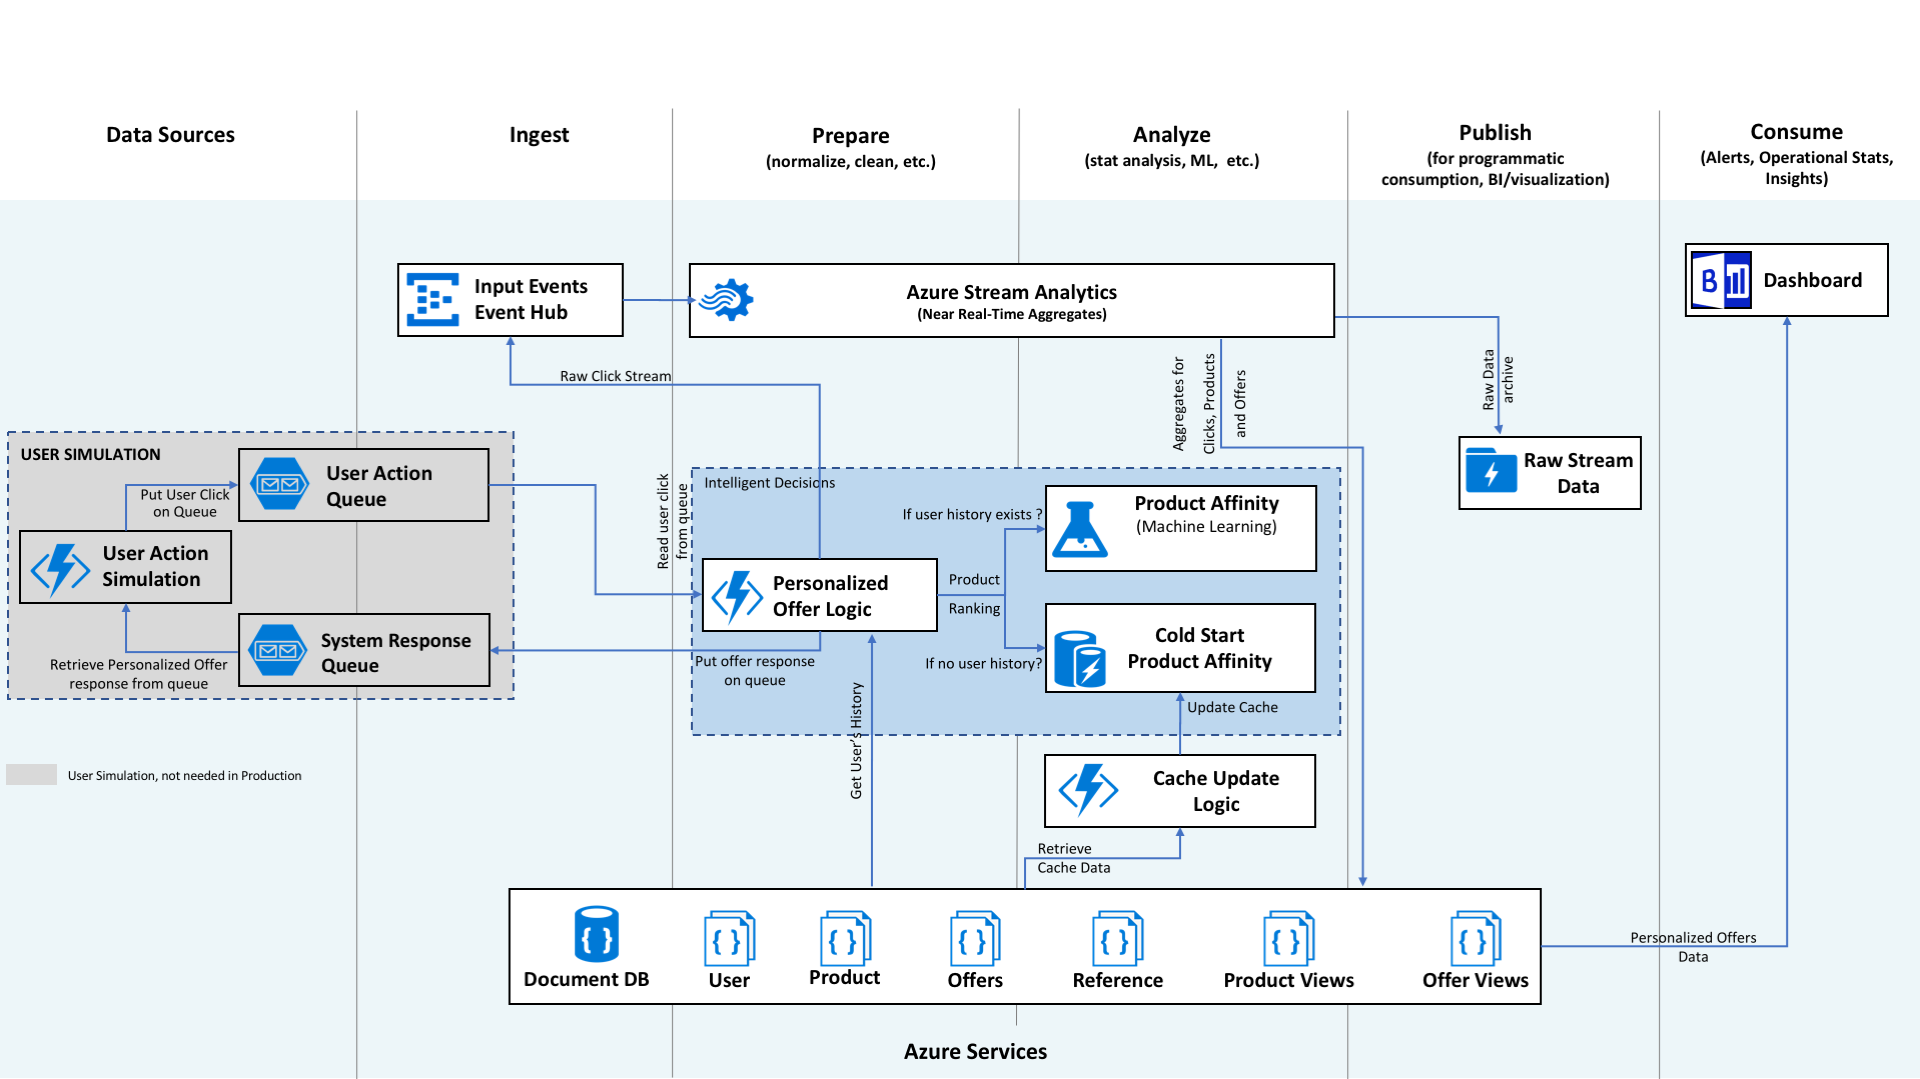 Data Sources
Ingest
Prepare
(normalize, clean, etc.)
Analyze
(stat analysis, ML,  etc.)
Publish
(for programmatic
consumption, BI/visualization)
Consume
(Alerts, Operational Stats,
Insights)
Input Events
Event Hub
Azure Stream Analytics
(Near Real-Time Aggregates)
B
Dashboard
Raw Click Stream
Aggregates for
Clicks, Products
and Offers
Raw Data
archive
USER SIMULATION
User Action
Queue
Put User Click
on Queue
User Action
Simulation
System Response
Queue
Retrieve Personalized Offer
response from queue
Read user click
from queue
Intelligent Decisions
If user history exists ?
Product Affinity
(Machine Learning)
Raw Stream
Data
Personalized
Offer Logic
Product
Ranking
Cold Start
Product Affinity
If no user history?
Put offer response
on queue
Get User's History
Update Cache
User Simulation, not needed in Production
Cache Update
Logic
Retrieve
Cache Data
Document DB
User
Product
Offers
Reference
Product Views
Offer Views
Personalized Offers
Data
Azure Services